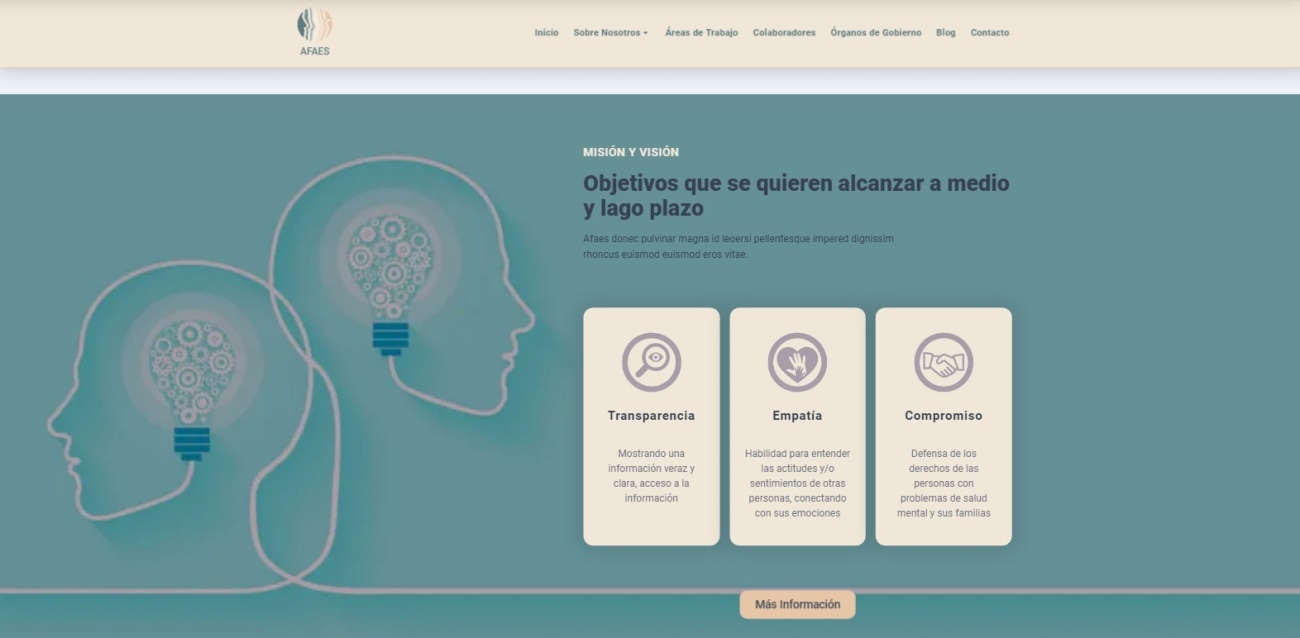 AFAES
Inicio Sobre Nosotros Áreas de Trabajo Colaboradores Órganos de Gobierno Blog Contacto
MISIÓN Y VISIÓN
Objetivos que se quieren alcanzar a medio
y lago plazo
Afaes donec pulvinar magna id leoersi pellentesque impered dignissim
rhoncus euismod euismod eros vitae.
Transparencia
Mostrando una
información veraz y
clara, acceso a la
información
Empatía
Habilidad para entender
las actitudes y/o
sentimientos de otras
personas, conectando
con sus emociones
Compromiso
Defensa de los
derechos de las
personas con
problemas de salud
mental y sus familias
Más Información